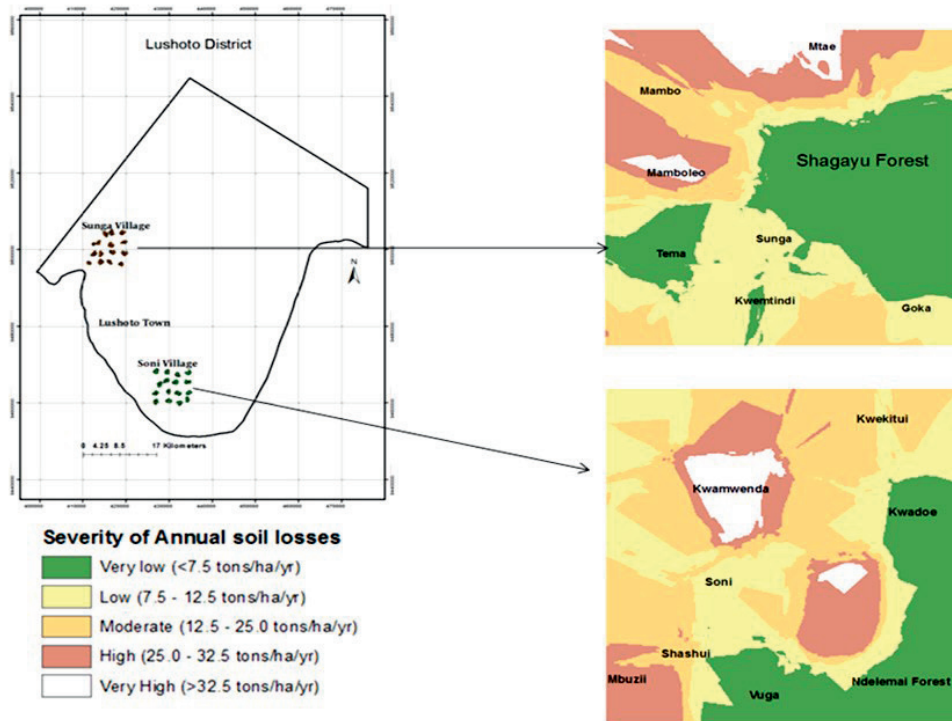 Lushoto District
Sunga Village
N
Lushoto Town
Soni Village
0 4.25 8.5 17 Kilometers
Severity of Annual soil losses
Very low (<7.5 tons/ha/yr)
Low (7.5 - 12.5 tons/ha/yr)
Moderate (12.5 - 25.0 tons/ha/yr)
High (25.0 - 32.5 tons/ha/yr)
Very High (>32.5 tons/ha/yr)
Mtae
Mambo
Shagayu Forest
Mamboleo
Sunga
Tema
Kwemtindi
Goka
Kwekitui
Kwamwenda
Kwadoe
Soni
Shashui
Mbuzii
Ndelemai Forest
Vuga